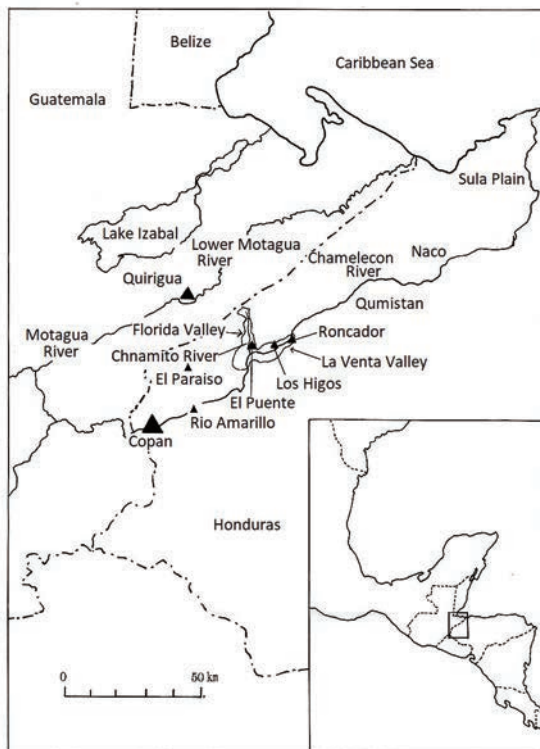 Belize
Caribbean Sea
Guatemala
Sula Plain
Lake Izabal
Lower Motagua
River
Chamelecon
River
Naco
Quirigua
Qumistan
Motagua
River
Florida Valley
Roncador
Chnamito River
La Venta Valley
El Paraiso
Los Higos
El Puente
Rio Amarillo
Copan
Honduras
0 50 km